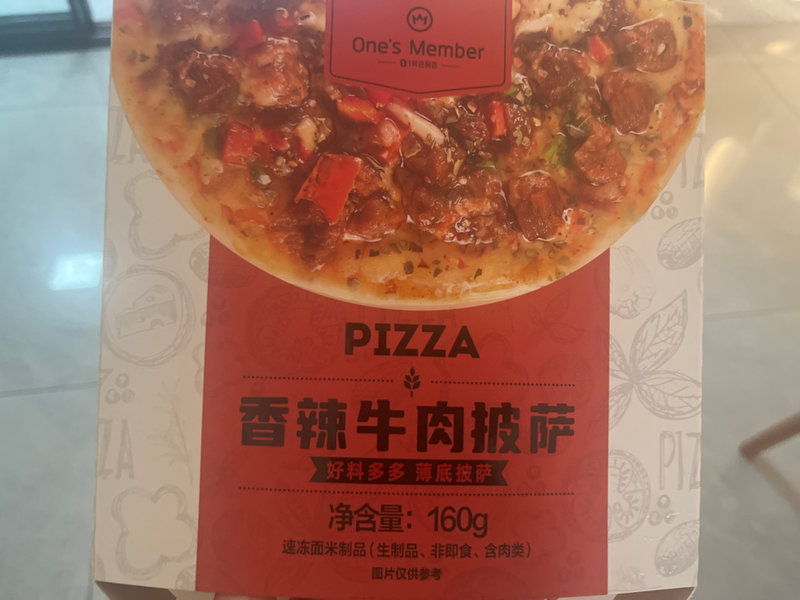 One's Member
PIZZA
香辣牛肉披萨
好料多多 薄底披萨
净含量：160g
速冻面米制品（生制品、非即食、含肉类）
图片仅供参考